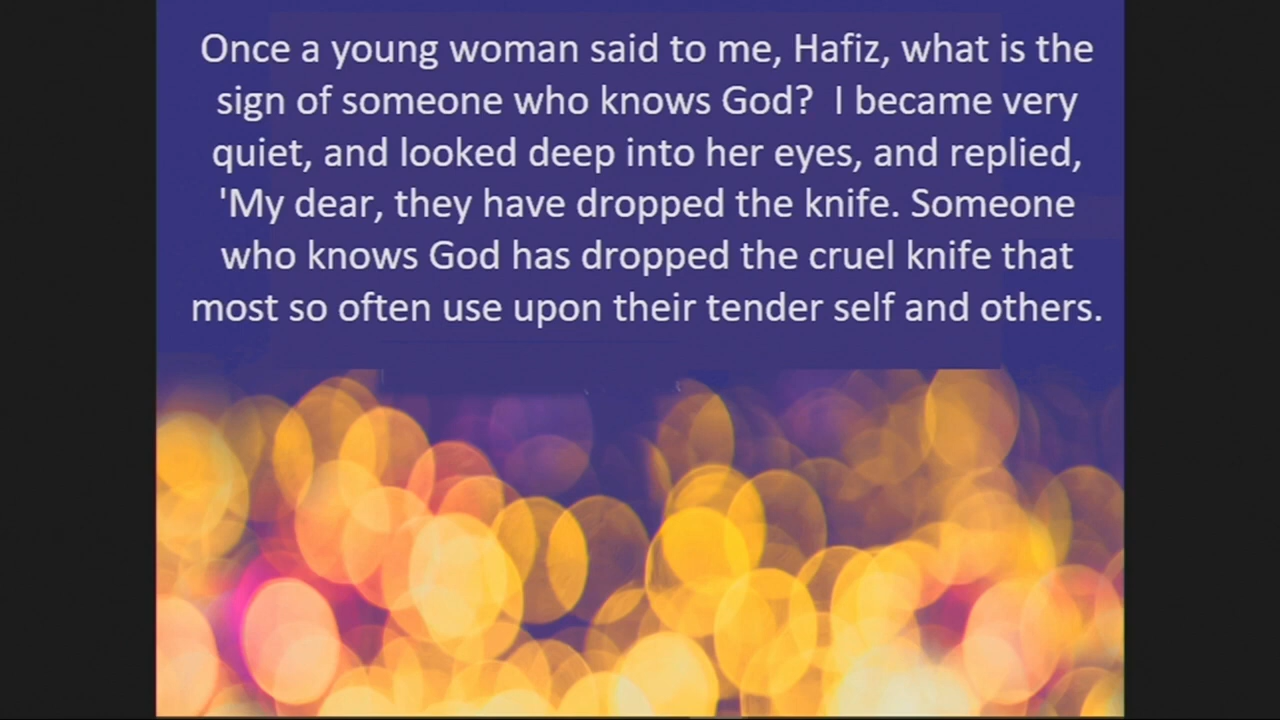 Once a young woman said to me, Hafiz, what is the
sign of someone who knows God?  I became very
quiet, and looked deep into her eyes, and replied,
'My dear, they have dropped the knife. Someone
who knows God has dropped the cruel knife that
most so often use upon their tender self and others.